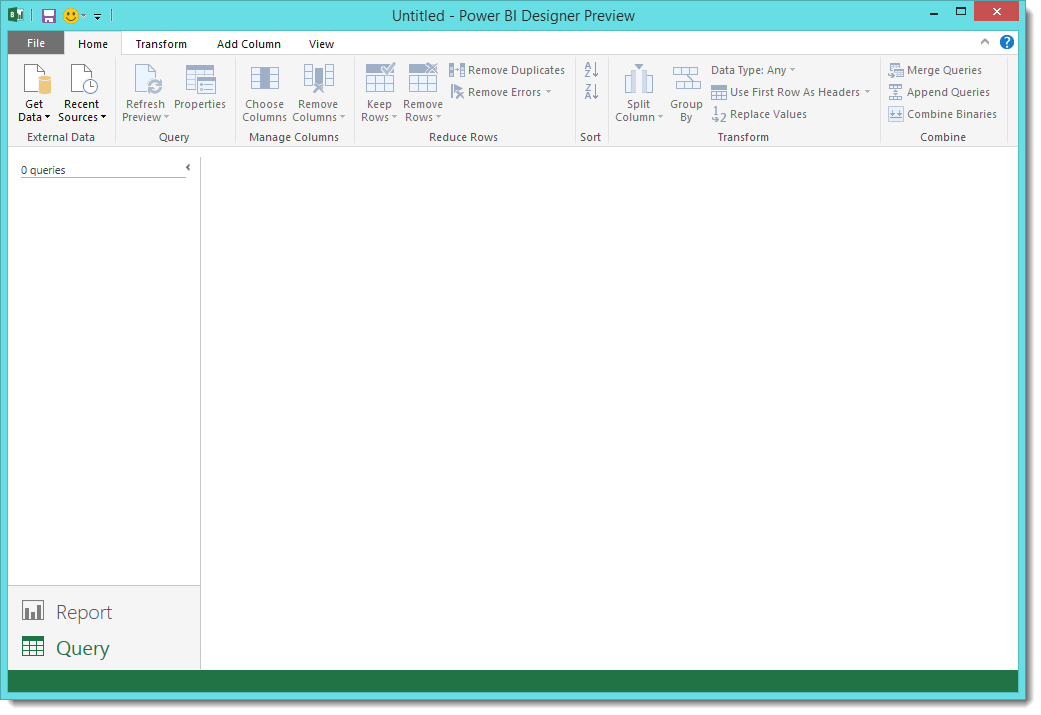 Untitled - Power BI Designer Preview
File Home Transform Add Column View
Get Data
Recent Sources
External Data
Refresh Preview
Properties
Query
Choose Columns
Remove Columns
Manage Columns
Keep Rows
Remove Rows
Remove Duplicates
Remove Errors
Reduce Rows
A Z
Z A
Sort
Split Column
Group By
Data Type: Any
Use First Row As Headers
1 2 Replace Values
Transform
Merge Queries
Append Queries
Combine Binaries
Combine
0 queries
Report
Query